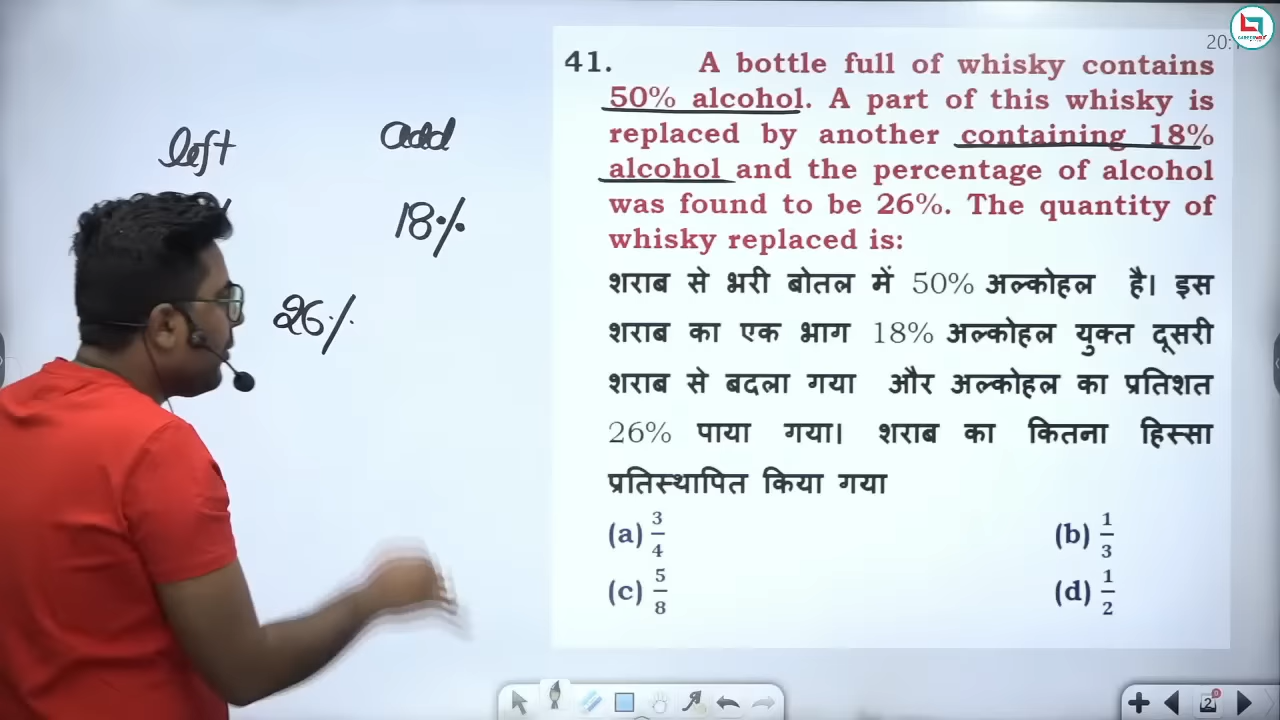 41. A bottle full of whisky contains
50% alcohol. A part of this whisky is
replaced by another containing 18%
alcohol and the percentage of alcohol
was found to be 26%. The quantity of
whisky replaced is:
शराब से भरी बोतल में 50% अल्कोहल है। इस
शराब का एक भाग 18% अल्कोहल युक्त दूसरी
शराब से बदला गया और अल्कोहल का प्रतिशत
26% पाया गया। शराब का कितना हिस्सा
प्रतिस्थापित किया गया
(a) 3/4 (b) 1/3
(c) 5/8 (d) 1/2
left add
18%
26%
2